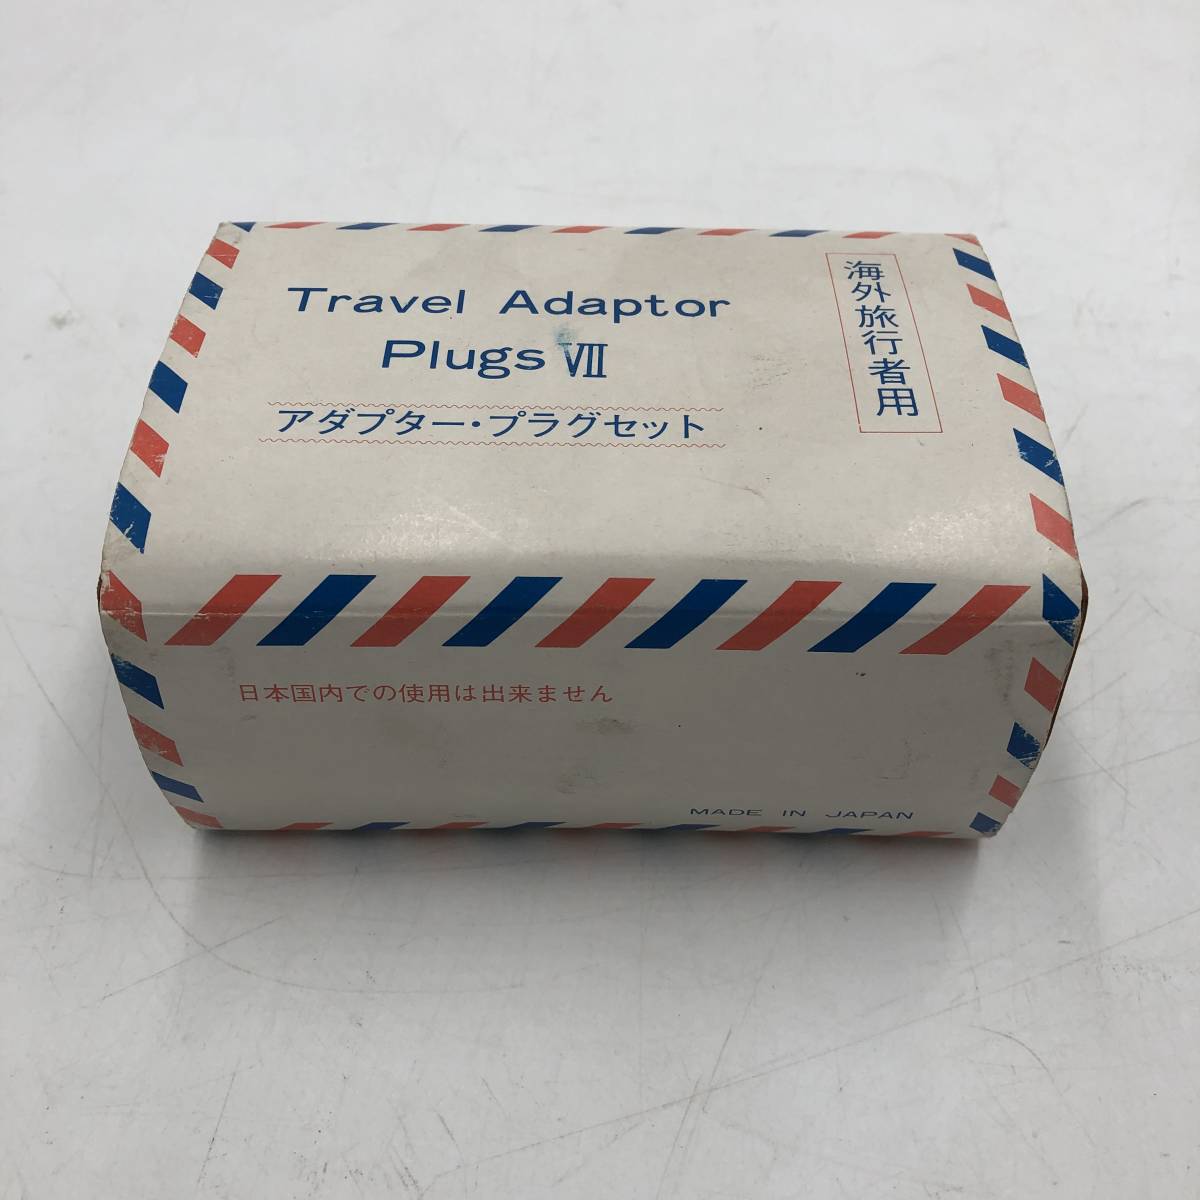 Travel Adaptor
Plugs Ⅶ
アダプター・プラグセット
海外旅行者用
日本国内での使用は出来ません
MADE IN JAPAN